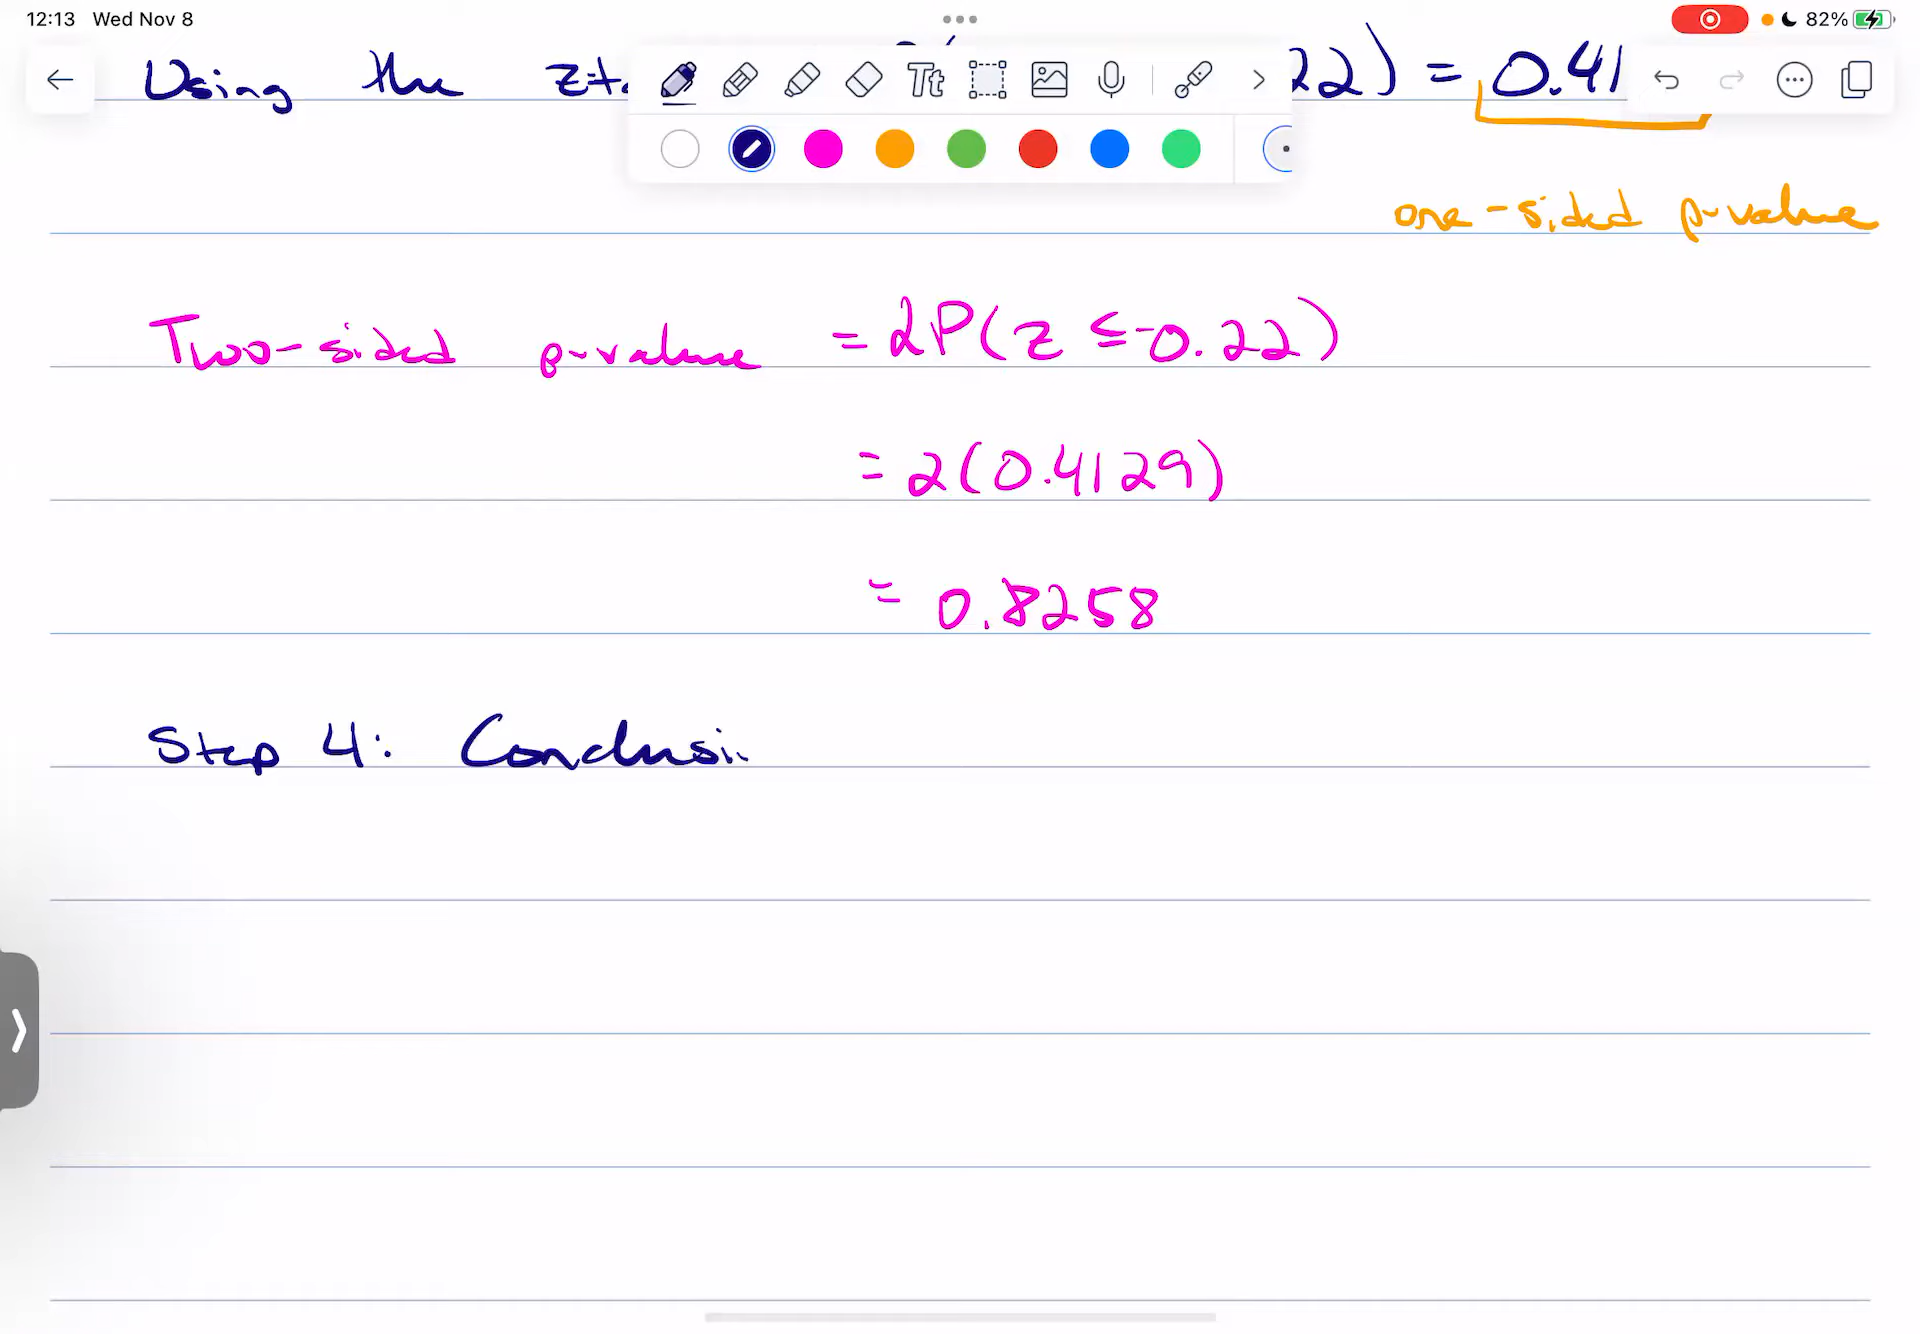 12:13 Wed Nov 8 82%
Using the 22) = 0.41
Tt
one-sided p-value
Two-sided p-value = 2P(z ≤ -0.22)
= 2(0.4129)
= 0.8258
Step 4: Conclusi